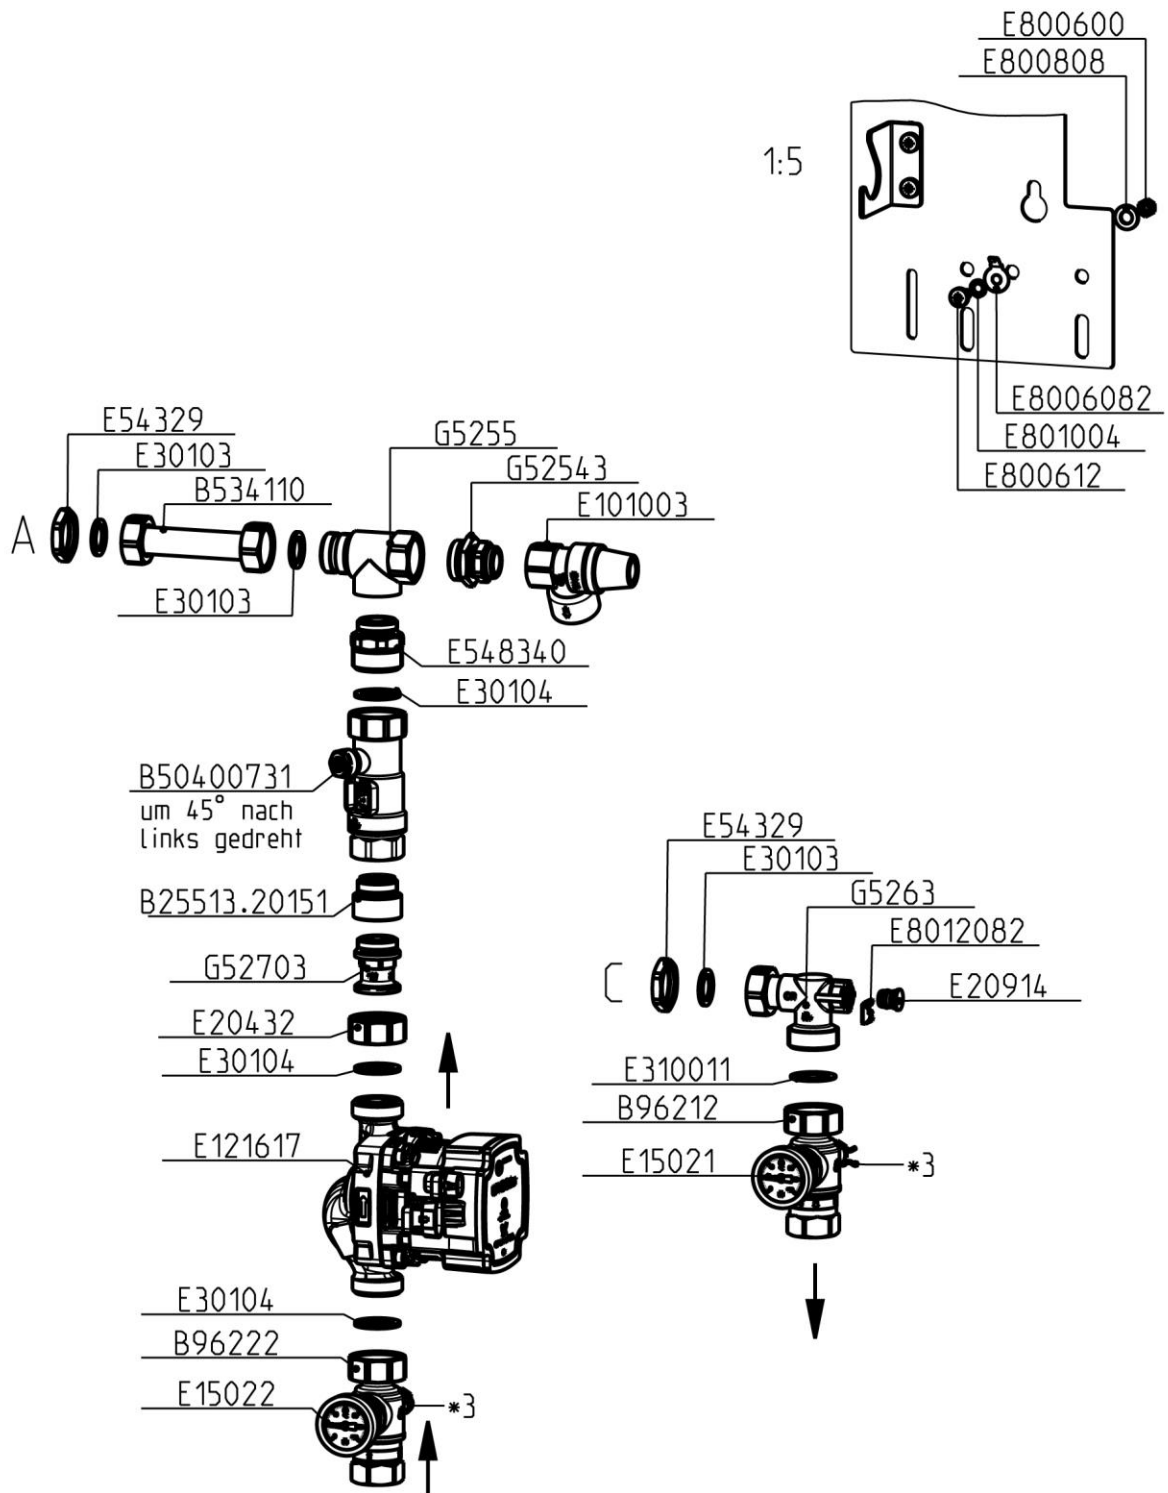 E800600
E800808
1:5
E8006082
E801004
E800612
E54329
E30103
B534110
G5255
G52543
E101003
A
E30103
E548340
E30104
B50400731
um 45° nach
links gedreht
B25513.20151
G52703
E20432
E30104
E121617
E30104
B96222
E15022
*3
E54329
E30103
G5263
E8012082
E20914
C
E310011
B96212
E15021
*3